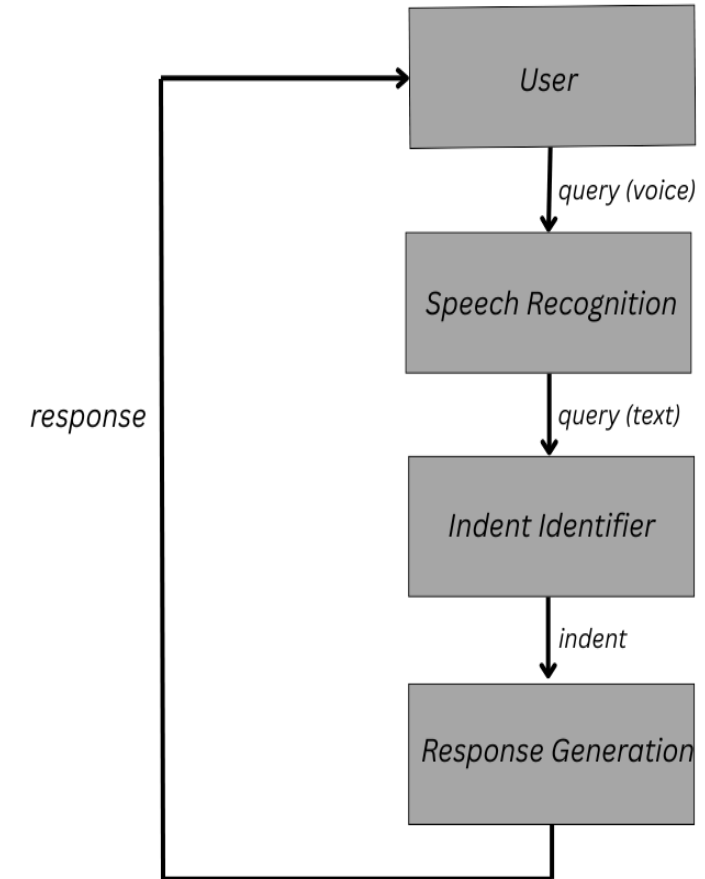 User
query (voice)
Speech Recognition
query (text)
response
Indent Identifier
indent
Response Generation